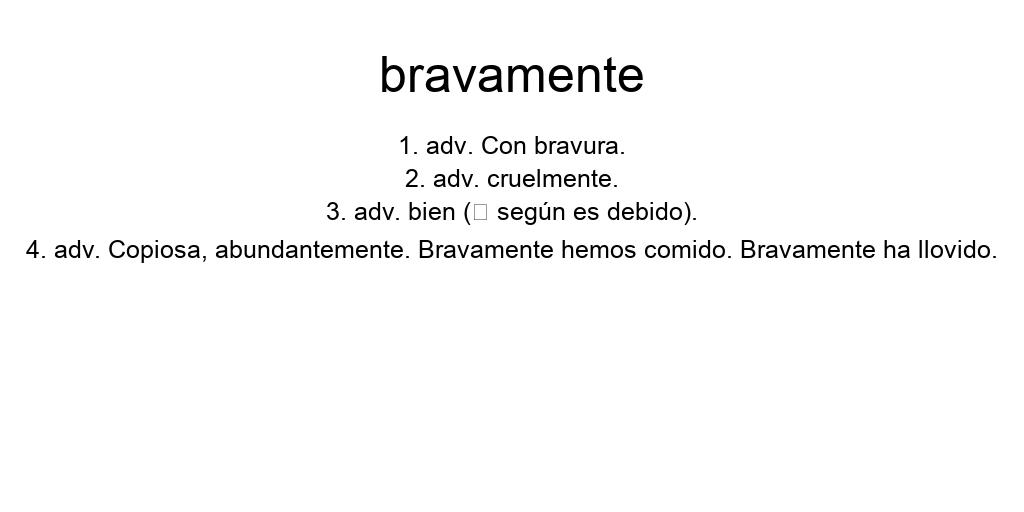 bravamente
1. adv. Con bravura.
2. adv. cruelmente.
3. adv. bien (□ según es debido).
4. adv. Copiosa, abundantemente. Bravamente hemos comido. Bravamente ha llovido.